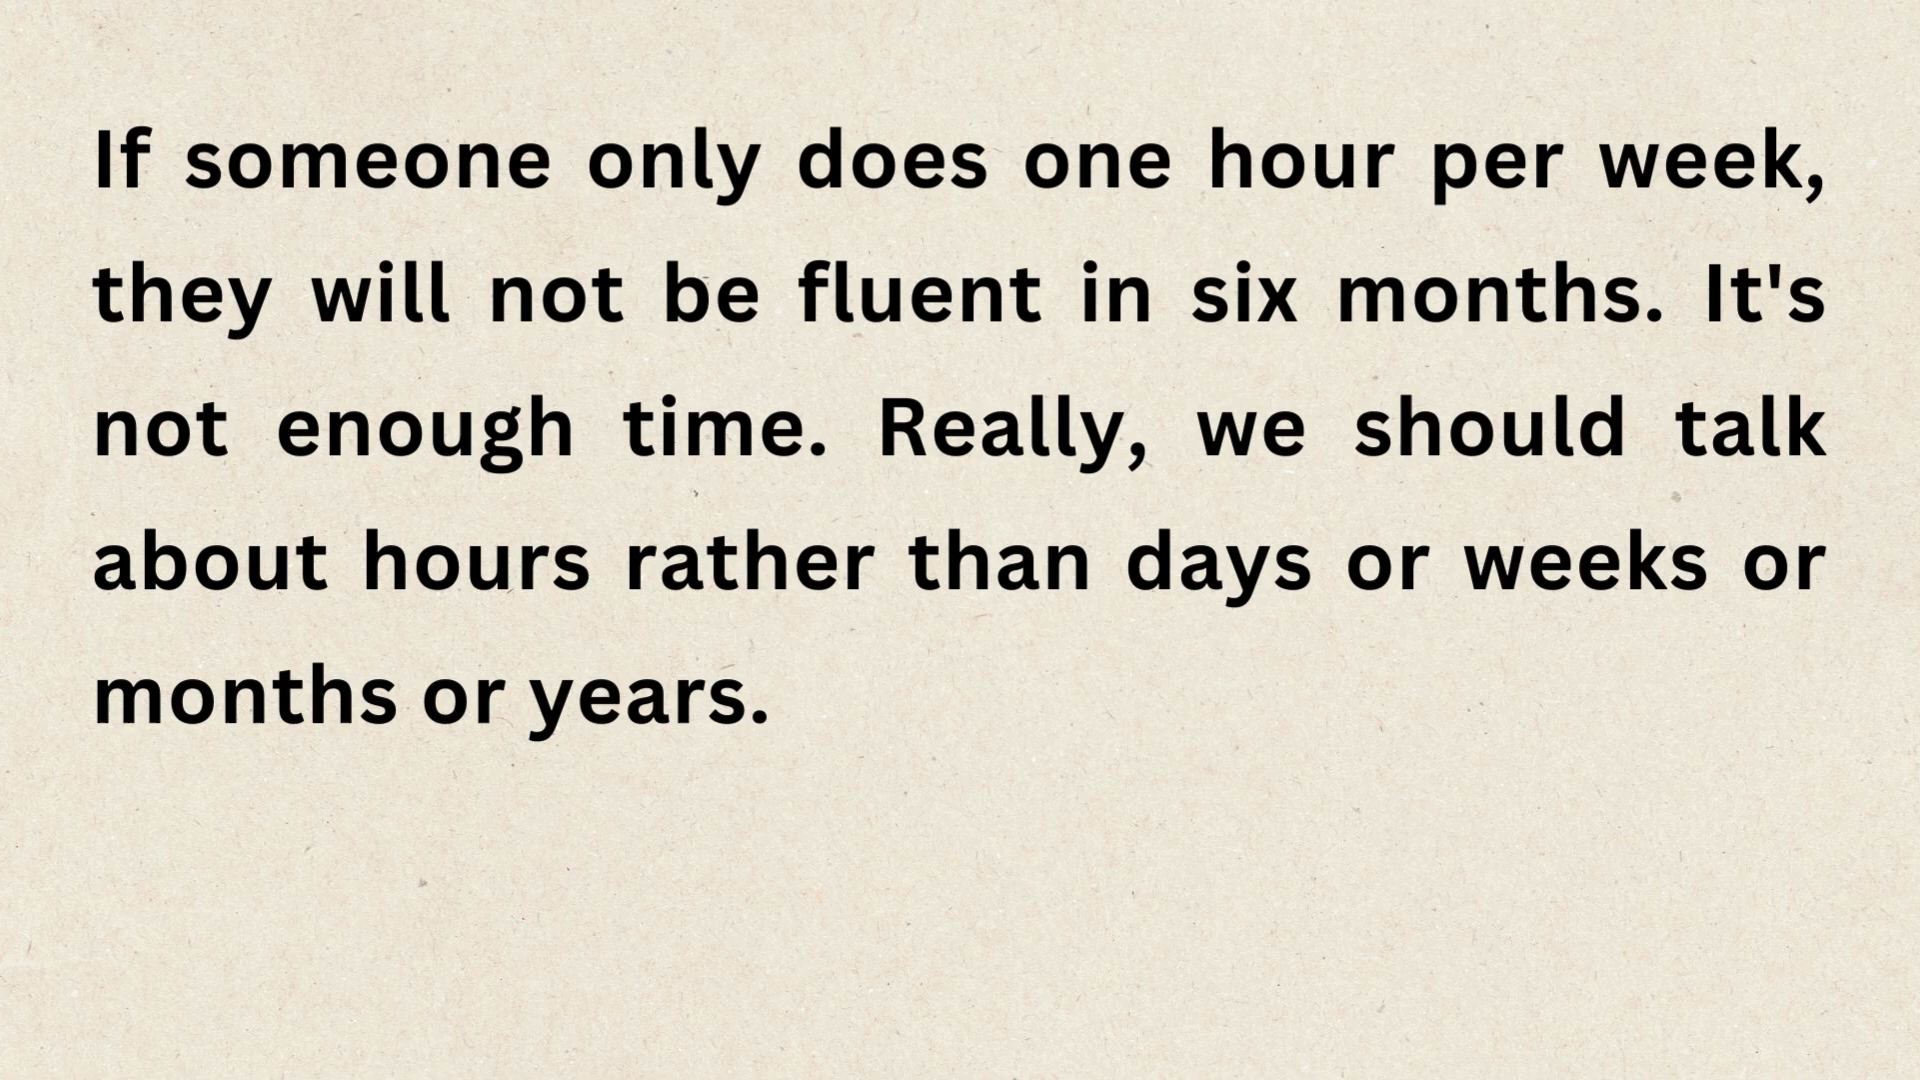 If someone only does one hour per week,
they will not be fluent in six months. It's
not enough time. Really, we should talk
about hours rather than days or weeks or
months or years.